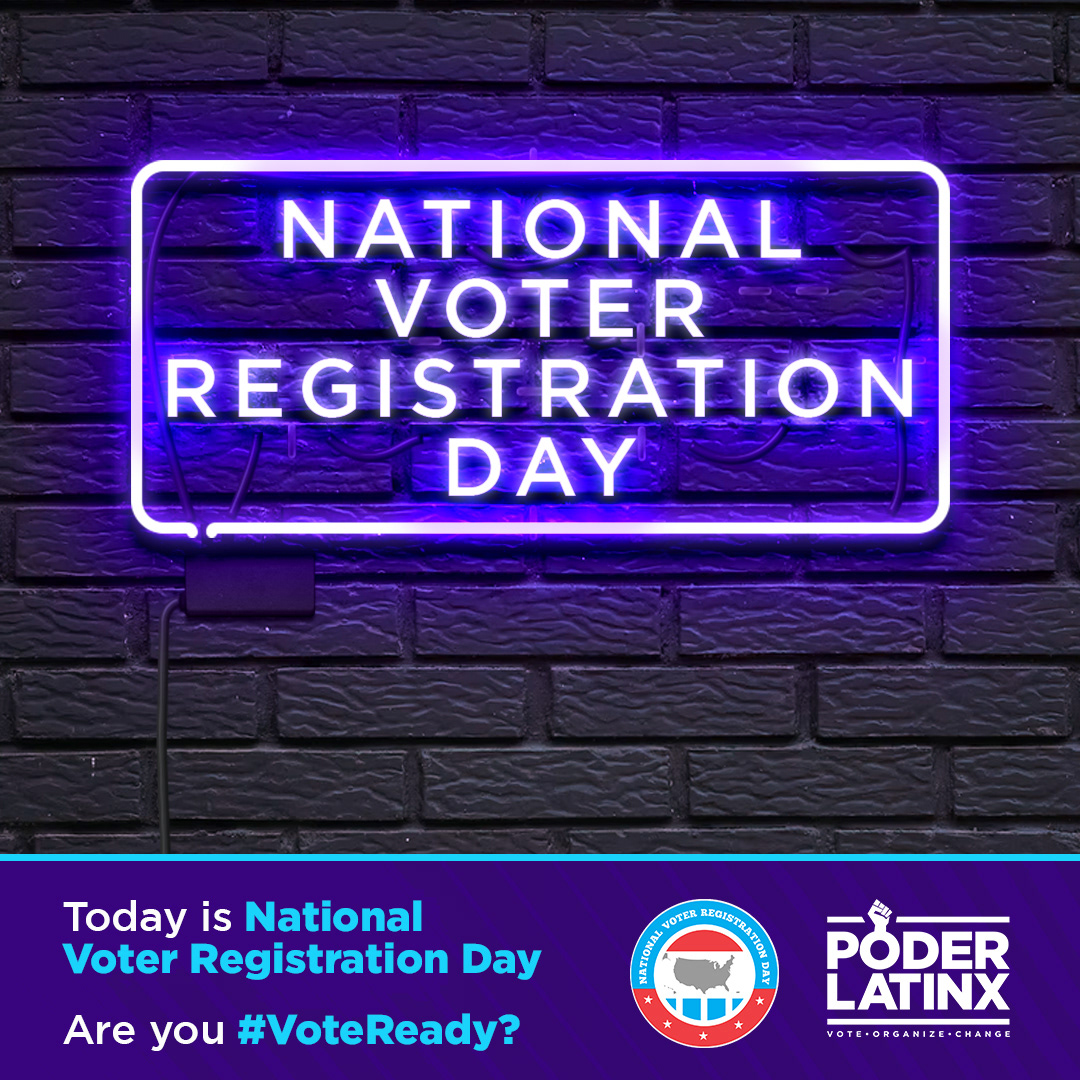 NATIONAL
VOTER
REGISTRATION
DAY
Today is National
Voter Registration Day
Are you #VoteReady?
NATIONAL VOTER REGISTRATION DAY
PODER
LATINX
VOTE•ORGANIZE•CHANGE